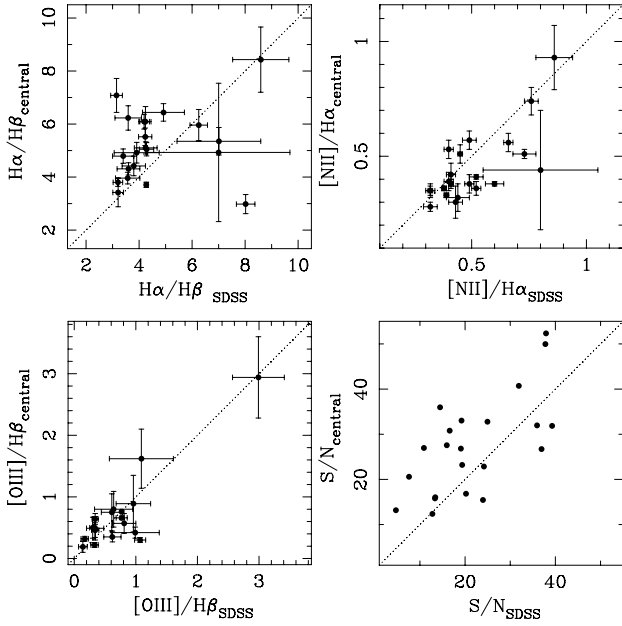 10
8
6
4
2
Hα/Hβcentral
2 4 6 8 10
Hα/Hβ SDSS
1
0.5
[NII]/Hαcentral
0.5 1
[NII]/HαSDSS
3
2
1
0
[OIII]/Hβcentral
0 1 2 3
[OIII]/HβSDSS
40
20
S/Ncentral
20 40
S/NSDSS